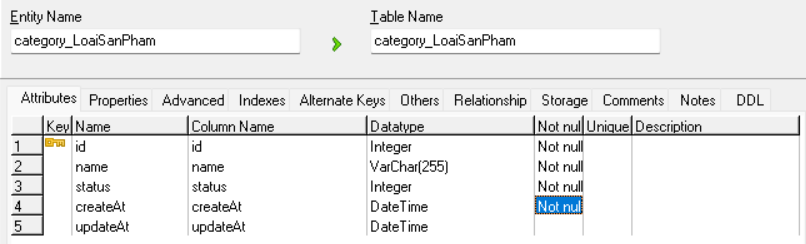 Entity Name Table Name
category_LoaiSanPham category_LoaiSanPham
Attributes Properties Advanced Indexes Alternate Keys Others Relationship Storage Comments Notes DDL
Key Name Column Name Datatype Not nul Unique Description
1 id id Integer Not null
2 name name VarChar(255) Not null
3 status status Integer Not null
4 createAt createAt DateTime Not nul
5 updateAt updateAt DateTime